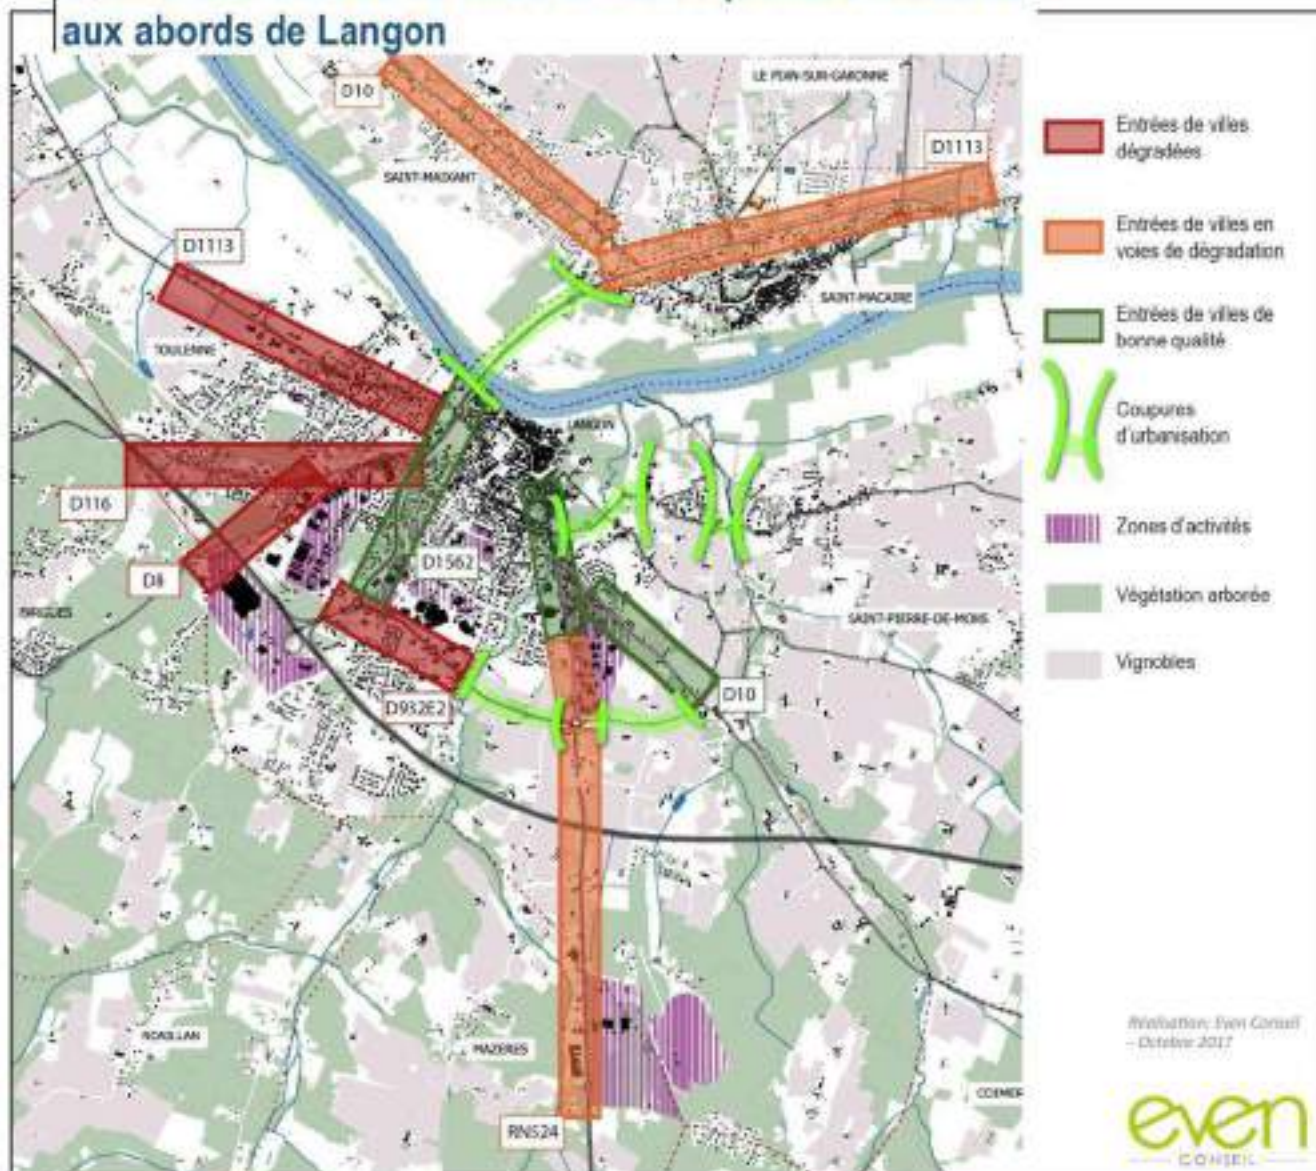 aux abords de Langon
D10
LE PIAN-SUR-GARONNE
D1113
SAINT-MAIXANT
D1113
SAINT-MACAIRE
TOULENNE
LANGON
D116
D1562
D8
FARGUES
SAINT-PIERRE-DE-MONS
D932E2
D10
ROAILLAN
MAZERES
RN524
Entrées de villes
dégradées
Entrées de villes en
voies de dégradation
Entrées de villes de
bonne qualité
Coupures
d'urbanisation
Zones d'activités
Végétation arborée
Vignobles
Réalisation: Even Conseil
- Octobre 2017
even
CONSEIL